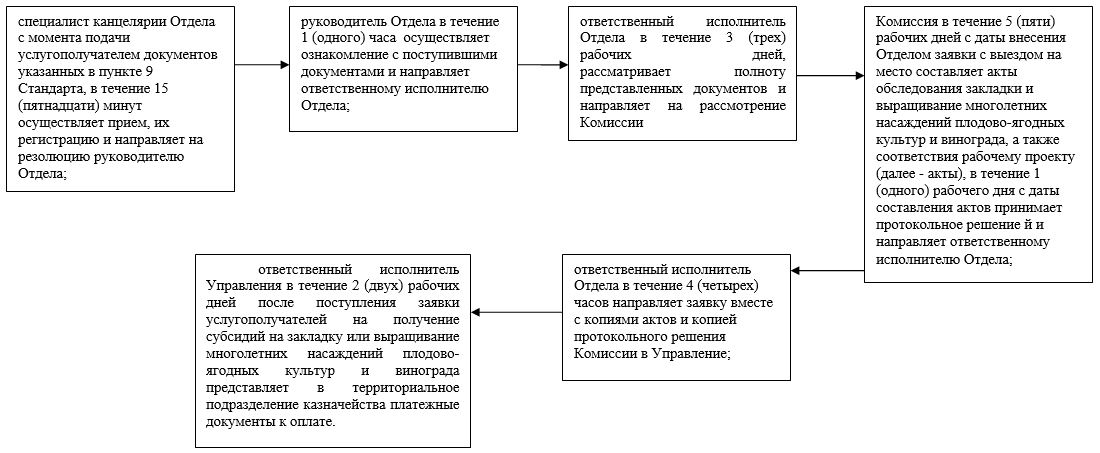 специалист канцелярии Отдела
с момента подачи
услугополучателем документов
указанных в пункте 9
Стандарта, в течение 15
(пятнадцати) минут
осуществляет прием, их
регистрацию и направляет на
резолюцию руководителю
Отдела;
руководитель Отдела в течение
1 (одного) часа осуществляет
ознакомление с поступившими
документами и направляет
ответственному исполнителю
Отдела;
ответственный исполнитель
Отдела в течение 3 (трех)
рабочих дней,
рассматривает полноту
представленных документов и
направляет на рассмотрение
Комиссии
Комиссия в течение 5 (пяти)
рабочих дней с даты внесения
Отделом заявки с выездом на
место составляет акты
обследования закладки и
выращивание многолетних
насаждений плодово-ягодных
культур и винограда, а также
соответствия рабочему проекту
(далее - акты), в течение 1
(одного) рабочего дня с даты
составления актов принимает
протокольное решение й и
направляет ответственному
исполнителю Отдела;
ответственный исполнитель
Отдела в течение 4 (четырех)
часов направляет заявку вместе
с копиями актов и копией
протокольного решения
Комиссии в Управление;
ответственный исполнитель
Управления в течение 2 (двух) рабочих
дней после поступления заявки
услугополучателей на получение
субсидий на закладку или выращивание
многолетних насаждений плодово-
ягодных культур и винограда
представляет в территориальное
подразделение казначейства платежные
документы к оплате.